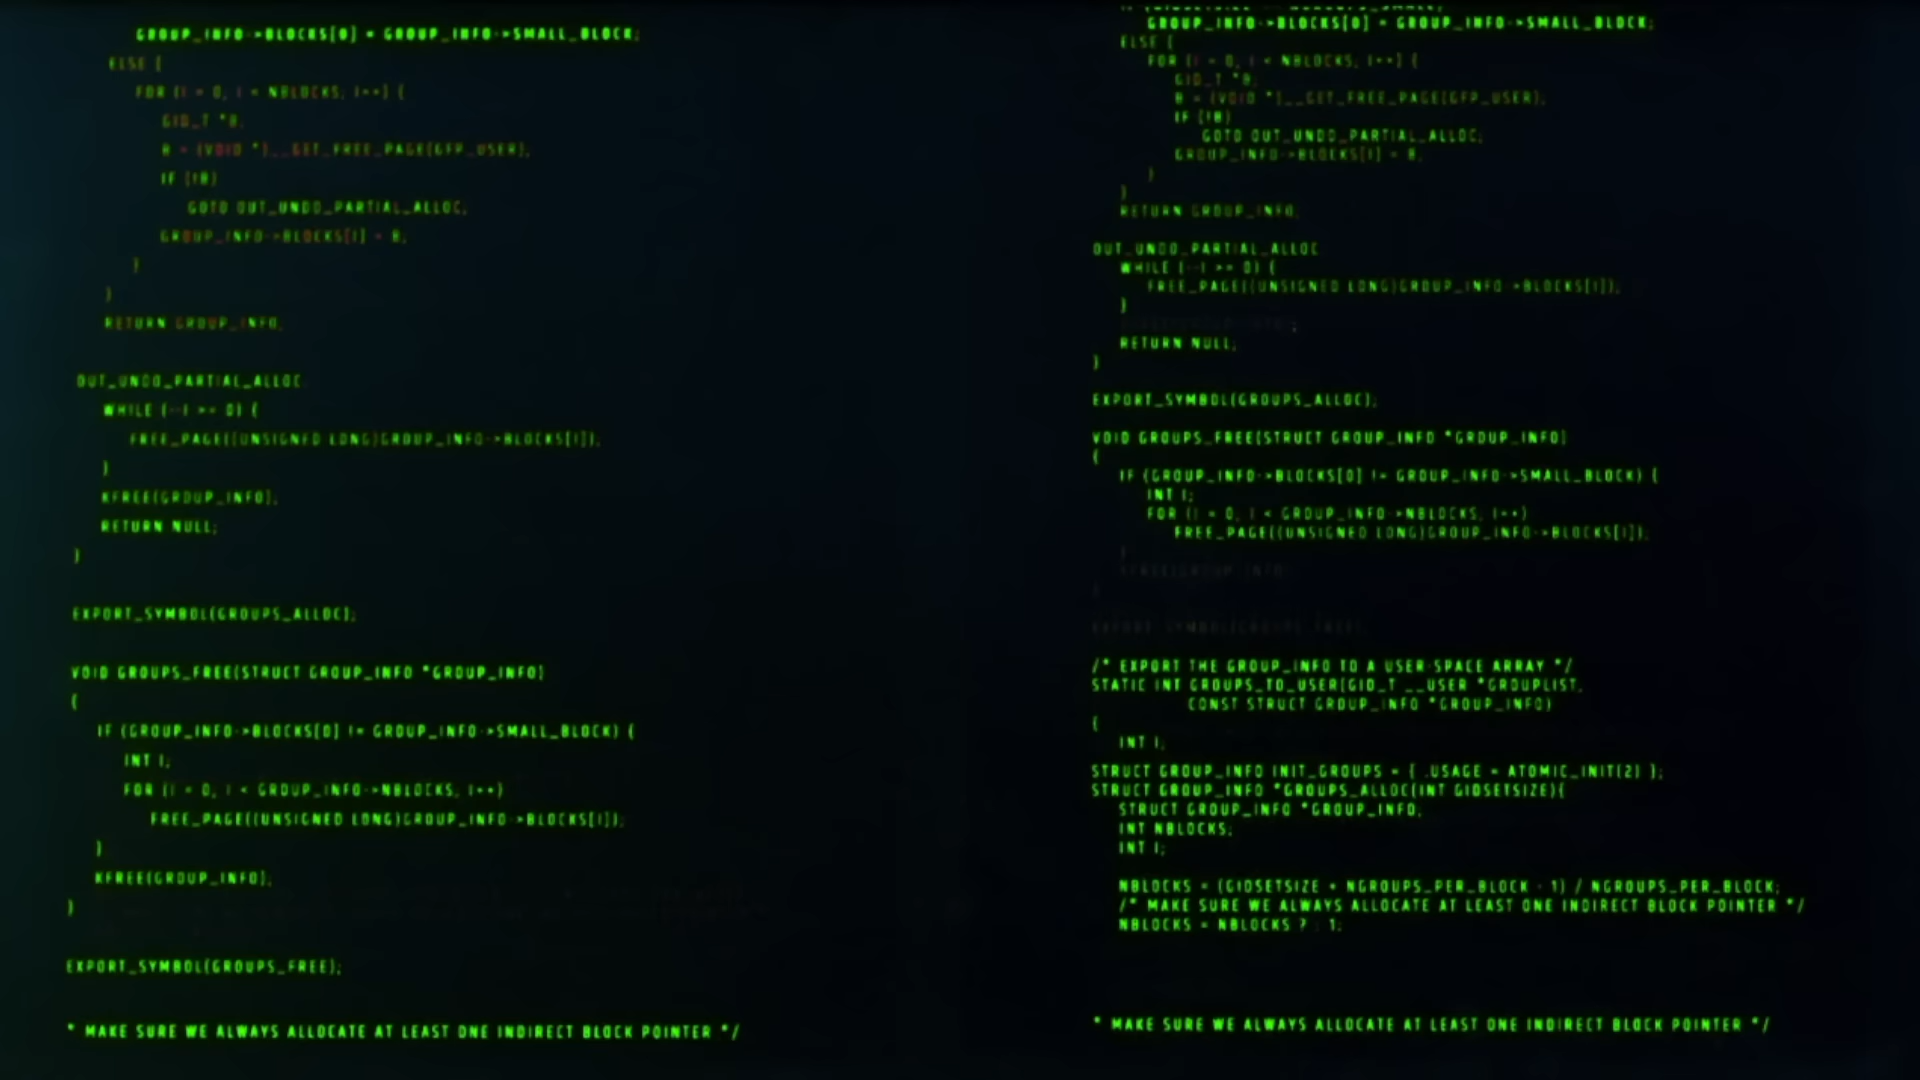 GROUP_INFO->BLOCKS[0] = GROUP_INFO->SMALL_BLOCK;
ELSE {
FOR (I = 0; I < NBLOCKS; I++) {
GID_T *B;
B = (VOID *)__GET_FREE_PAGE(GFP_USER);
IF (!B)
GOTO OUT_UNDO_PARTIAL_ALLOC;
GROUP_INFO->BLOCKS[I] = B;
}
}
RETURN GROUP_INFO;
OUT_UNDO_PARTIAL_ALLOC
WHILE (--I >= 0) {
FREE_PAGE((UNSIGNED LONG)GROUP_INFO->BLOCKS[I]);
}
KFREE(GROUP_INFO);
RETURN NULL;
}
EXPORT_SYMBOL(GROUPS_ALLOC);
VOID GROUPS_FREE(STRUCT GROUP_INFO *GROUP_INFO)
{
IF (GROUP_INFO->BLOCKS[0] != GROUP_INFO->SMALL_BLOCK) {
INT I;
FOR (I = 0; I < GROUP_INFO->NBLOCKS; I++)
FREE_PAGE((UNSIGNED LONG)GROUP_INFO->BLOCKS[I]);
}
KFREE(GROUP_INFO);
}
EXPORT_SYMBOL(GROUPS_FREE);
* MAKE SURE WE ALWAYS ALLOCATE AT LEAST ONE INDIRECT BLOCK POINTER */
GROUP_INFO->BLOCKS[0] = GROUP_INFO->SMALL_BLOCK;
ELSE {
FOR (I = 0; I < NBLOCKS; I++) {
GID_T *B;
B = (VOID *)__GET_FREE_PAGE(GFP_USER);
IF (!B)
GOTO OUT_UNDO_PARTIAL_ALLOC;
GROUP_INFO->BLOCKS[I] = B;
}
}
RETURN GROUP_INFO;
OUT_UNDO_PARTIAL_ALLOC
WHILE (--I >= 0) {
FREE_PAGE((UNSIGNED LONG)GROUP_INFO->BLOCKS[I]);
}
RETURN NULL;
}
EXPORT_SYMBOL(GROUPS_ALLOC);
VOID GROUPS_FREE(STRUCT GROUP_INFO *GROUP_INFO)
{
IF (GROUP_INFO->BLOCKS[0] != GROUP_INFO->SMALL_BLOCK) {
INT I;
FOR (I = 0; I < GROUP_INFO->NBLOCKS; I++)
FREE_PAGE((UNSIGNED LONG)GROUP_INFO->BLOCKS[I]);
}
/* EXPORT THE GROUP_INFO TO A USER-SPACE ARRAY */
STATIC INT GROUPS_TO_USER(GID_T __USER *GROUPLIST,
CONST STRUCT GROUP_INFO *GROUP_INFO)
{
INT I;
STRUCT GROUP_INFO INIT_GROUPS = { .USAGE = ATOMIC_INIT(2) };
STRUCT GROUP_INFO *GROUPS_ALLOC(INT GIDSETSIZE){
STRUCT GROUP_INFO *GROUP_INFO;
INT NBLOCKS;
INT I;
NBLOCKS = (GIDSETSIZE + NGROUPS_PER_BLOCK - 1) / NGROUPS_PER_BLOCK;
/* MAKE SURE WE ALWAYS ALLOCATE AT LEAST ONE INDIRECT BLOCK POINTER */
NBLOCKS = NBLOCKS ? : 1;
* MAKE SURE WE ALWAYS ALLOCATE AT LEAST ONE INDIRECT BLOCK POINTER */